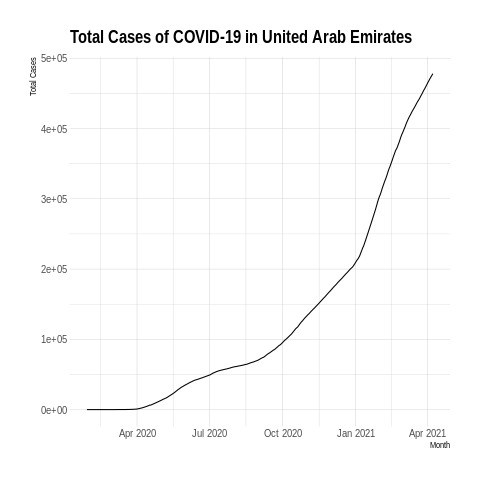 Total Cases of COVID-19 in United Arab Emirates
Total Cases
5e+05
4e+05
3e+05
2e+05
1e+05
0e+00
Apr 2020 Jul 2020 Oct 2020 Jan 2021 Apr 2021
Month